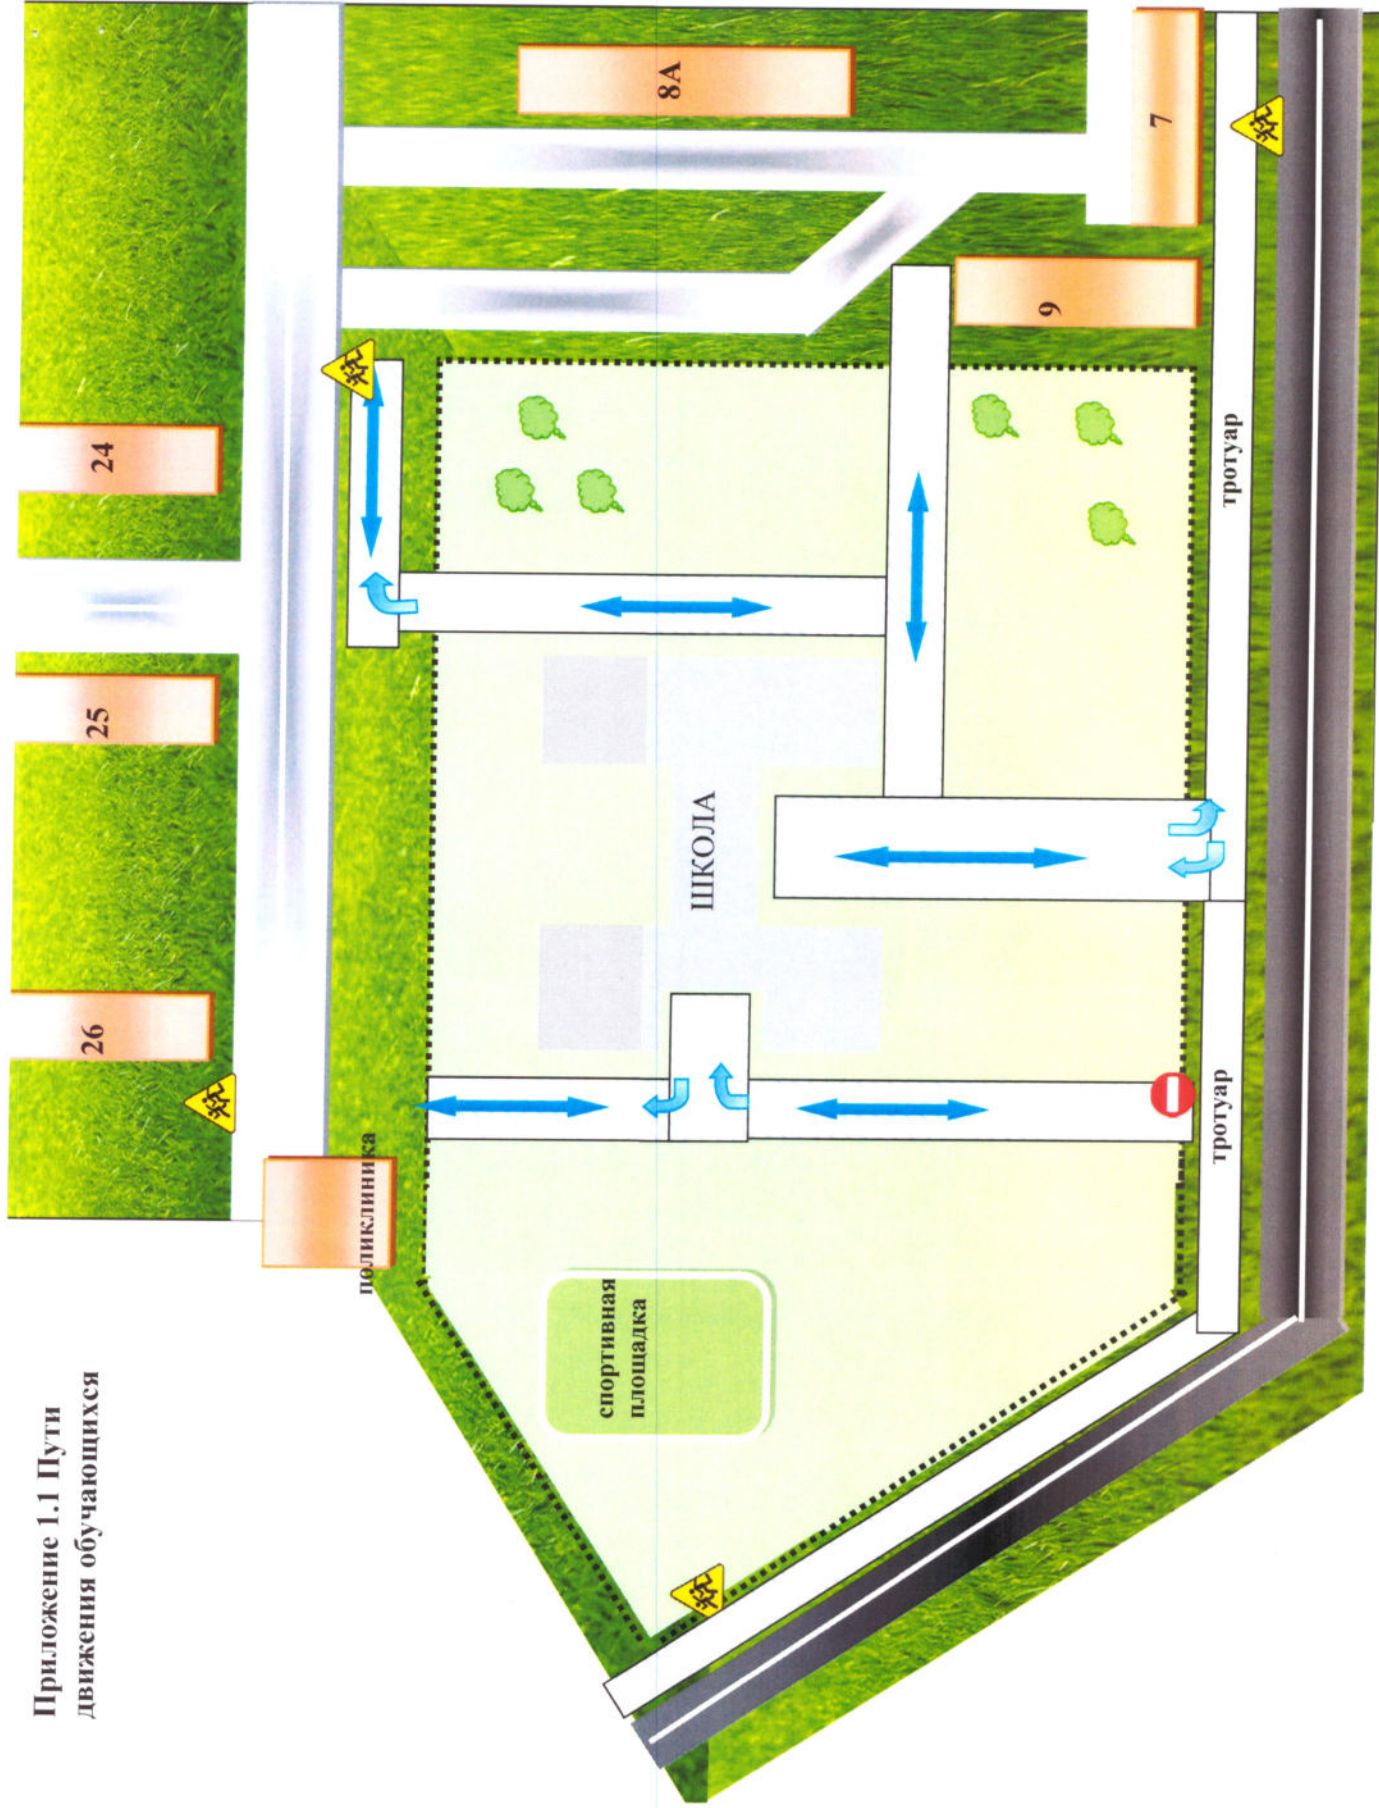 Приложение 1.1 Пути
движения обучающихся
26
25
24
поликлиника
8А
спортивная
площадка
ШКОЛА
9
7
тротуар
тротуар